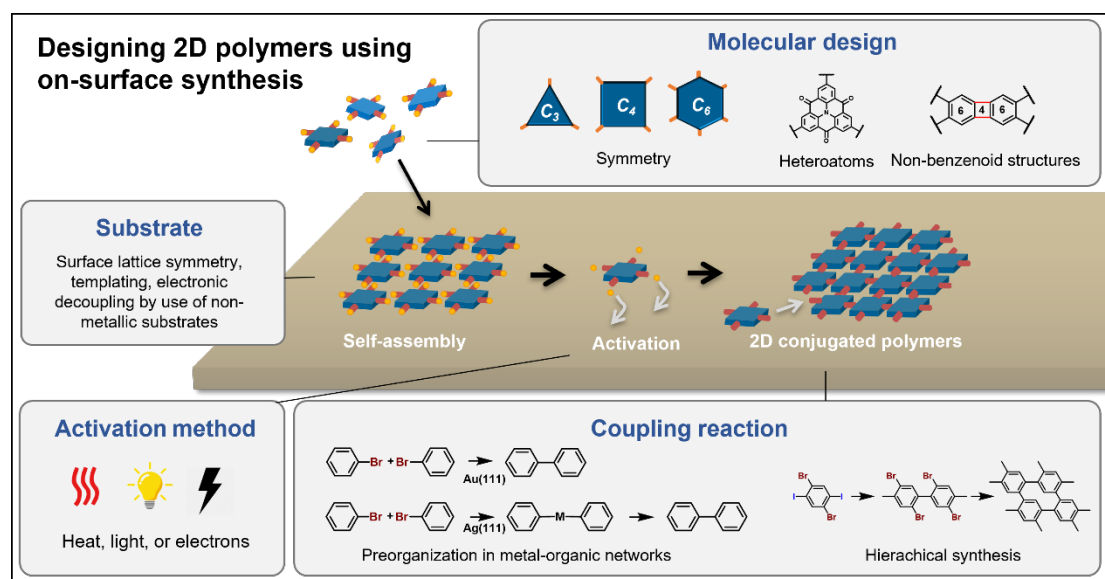 Designing 2D polymers using
on-surface synthesis
Molecular design
C3
C4
C6
Symmetry
O
O
N
O
Heteroatoms
6
4
6
Non-benzenoid structures
Substrate
Surface lattice symmetry,
templating, electronic
decoupling by use of non-
metallic substrates
Self-assembly
Activation
2D conjugated polymers
Activation method
Heat, light, or electrons
Coupling reaction
Br + Br
Au(111)
Br + Br
Ag(111)
M
Preorganization in metal-organic networks
Br
I
I
Br
Br
Br
Br
Br
Hierachical synthesis